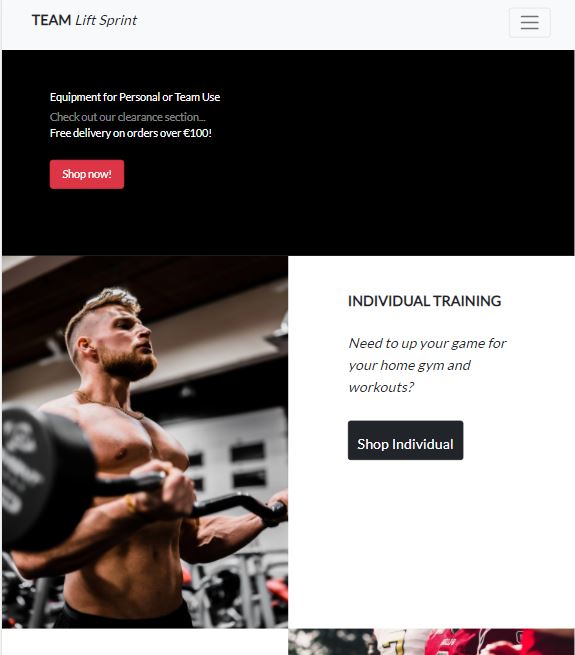 TEAM Lift Sprint
Equipment for Personal or Team Use
Check out our clearance section...
Free delivery on orders over €100!
Shop now!
INDIVIDUAL TRAINING
Need to up your game for
your home gym and
workouts?
Shop Individual
7